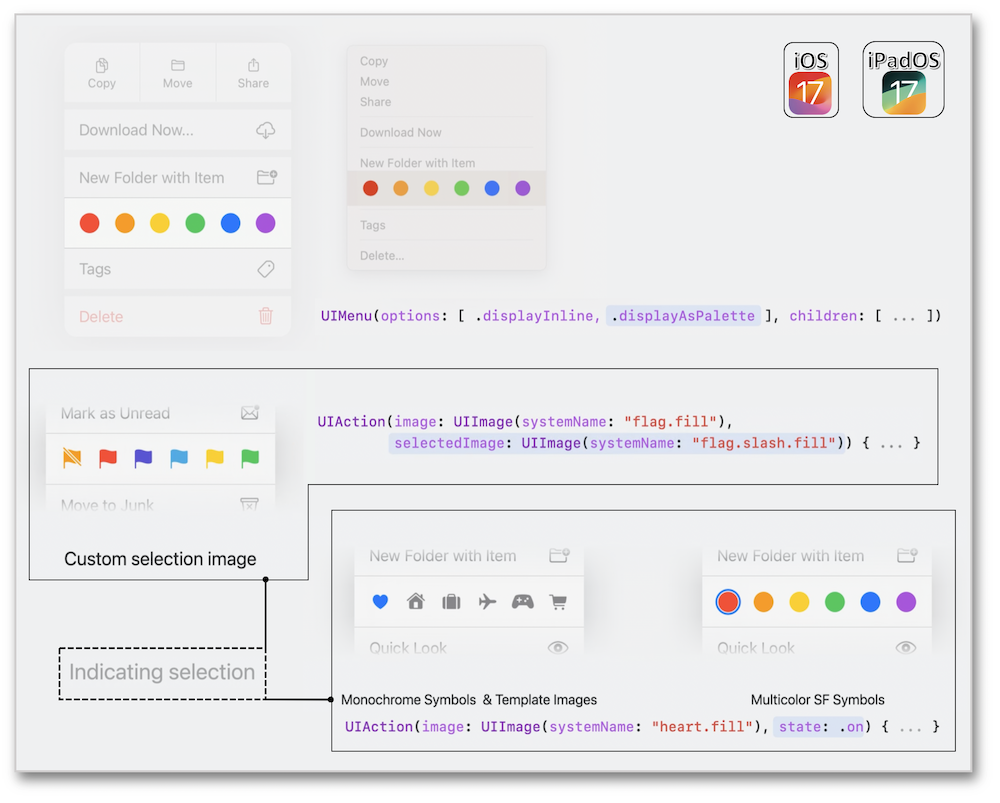 Copy
Move
Share
Download Now...
New Folder with Item
Tags
Delete
Copy
Move
Share
Download Now
New Folder with Item
Tags
Delete...
iOS
17
iPadOS
17
UIMenu(options: [ .displayInline, .displayAsPalette ], children: [ ... ])
Mark as Unread
Move to Junk
Custom selection image
UIAction(image: UIImage(systemName: "flag.fill"),
selectedImage: UIImage(systemName: "flag.slash.fill")) { ... }
Indicating selection
New Folder with Item
Quick Look
Monochrome Symbols & Template Images
New Folder with Item
Quick Look
Multicolor SF Symbols
UIAction(image: UIImage(systemName: "heart.fill"), state: .on) { ... }